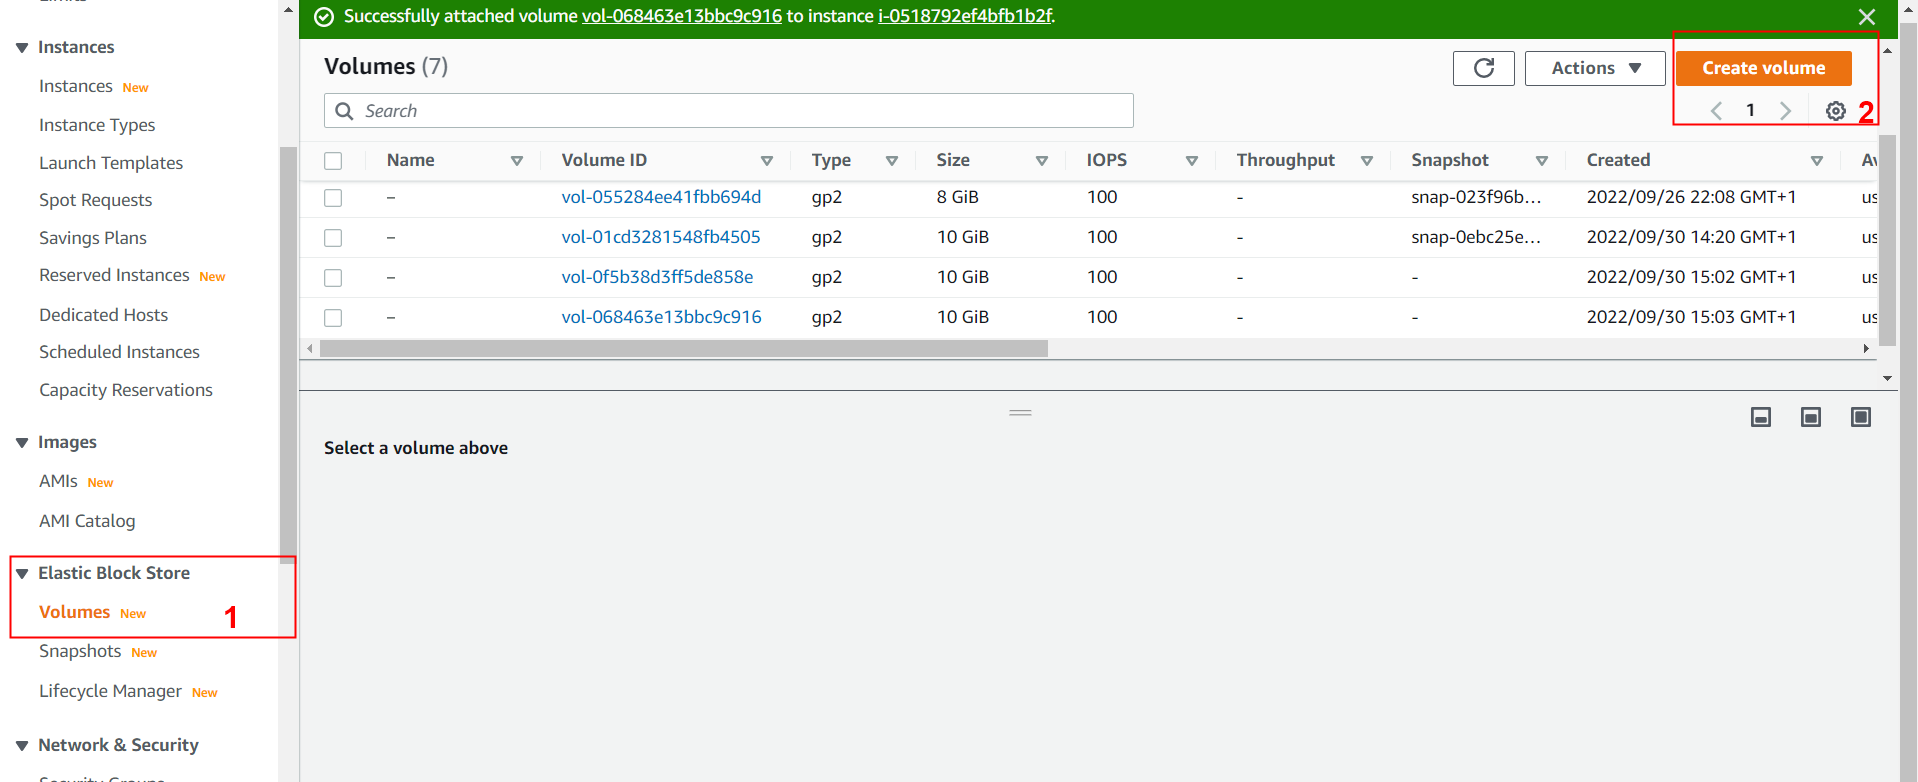 Successfully attached volume vol-068463e13bbc9c916 to instance i-0518792ef4bfb1b2f.
Instances
Instances New
Instance Types
Launch Templates
Spot Requests
Savings Plans
Reserved Instances New
Dedicated Hosts
Scheduled Instances
Capacity Reservations
Images
AMIs New
AMI Catalog
Elastic Block Store
Volumes New 1
Snapshots New
Lifecycle Manager New
Network & Security
Security Groups
Volumes (7)
Actions
Create volume
Search
1
2
Name Volume ID Type Size IOPS Throughput Snapshot Created Av
– vol-055284ee41fbb694d gp2 8 GiB 100 - snap-023f96b... 2022/09/26 22:08 GMT+1 us
– vol-01cd3281548fb4505 gp2 10 GiB 100 - snap-0ebc25e... 2022/09/30 14:20 GMT+1 us
– vol-0f5b38d3ff5de858e gp2 10 GiB 100 - - 2022/09/30 15:02 GMT+1 us
– vol-068463e13bbc9c916 gp2 10 GiB 100 - - 2022/09/30 15:03 GMT+1 us
Select a volume above